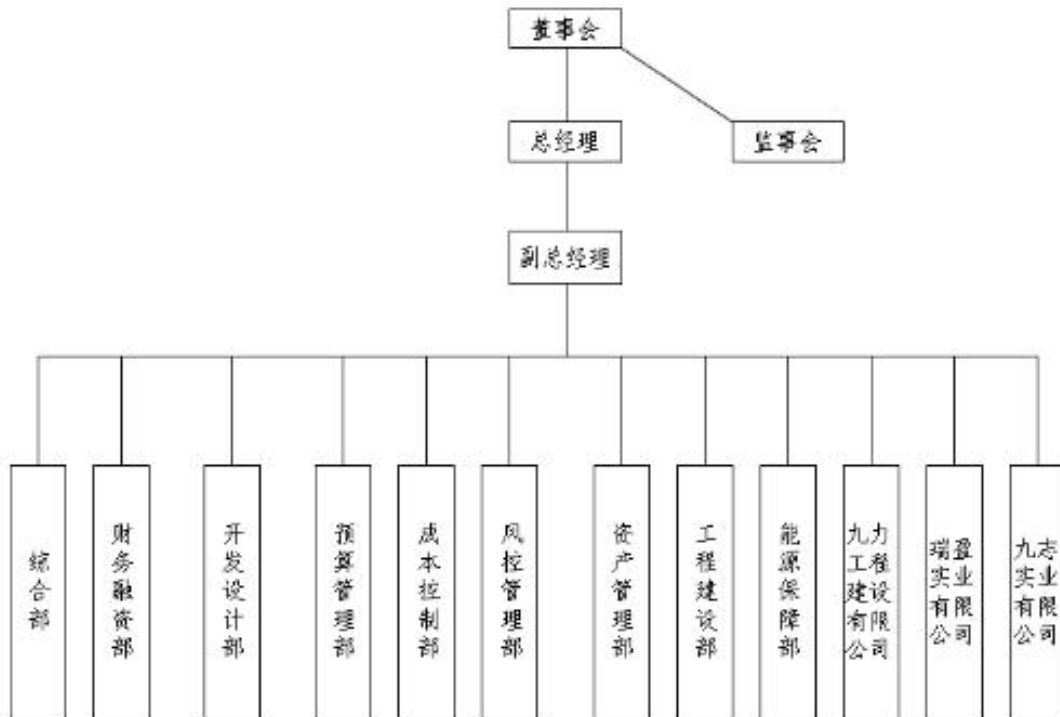 董事会
总经理
监事会
副总经理
综合部
财务融资部
开发设计部
预算管理部
成本控制部
风控管理部
资产管理部
工程建设部
能源保障部
九力
工程
建设
有限
公司
瑞盈
实业
有限
公司
九志
实业
有限
公司